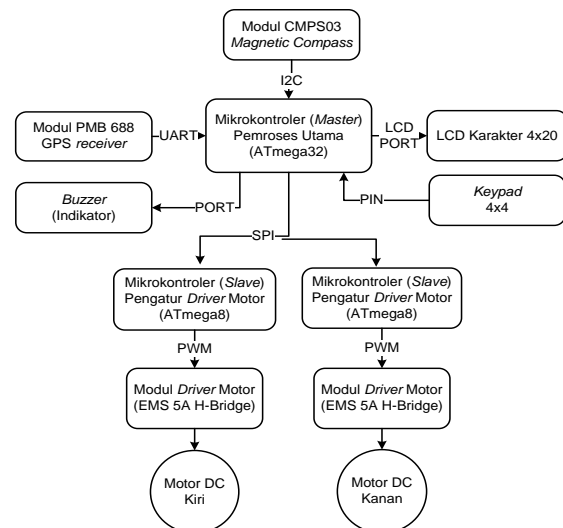 Modul CMPS03
Magnetic Compass
I2C
Modul PMB 688
GPS receiver
UART
Mikrokontroler (Master)
Pemroses Utama
(ATmega32)
LCD
PORT
LCD Karakter 4x20
Buzzer
(Indikator)
PORT
PIN
Keypad
4x4
SPI
Mikrokontroler (Slave)
Pengatur Driver Motor
(ATmega8)
Mikrokontroler (Slave)
Pengatur Driver Motor
(ATmega8)
PWM
PWM
Modul Driver Motor
(EMS 5A H-Bridge)
Modul Driver Motor
(EMS 5A H-Bridge)
Motor DC
Kiri
Motor DC
Kanan